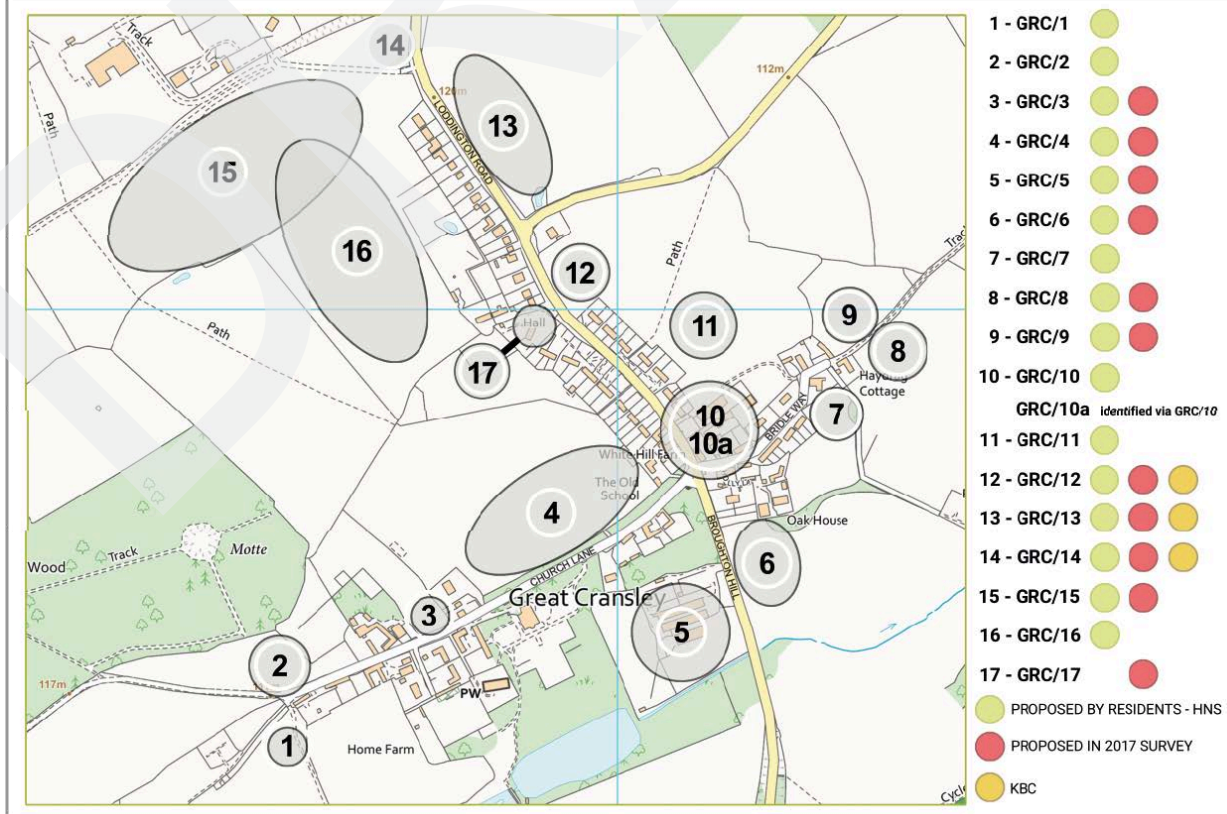 Track
14
112m
120m
LODDINGTON ROAD
13
Path
15
16
12
Path
Path
Hall
11
9
8
17
Cottage
10
10a
7
BRIDLE WAY
White Hill Farm
The Old
School
4
Oak House
BROUGHTON HILL
6
Motte
Track
Wood
CHURCH LANE
Great Cransley
3
5
2
117m
PW
1
Home Farm
1 - GRC/1
2 - GRC/2
3 - GRC/3
4 - GRC/4
5 - GRC/5
6 - GRC/6
7 - GRC/7
8 - GRC/8
9 - GRC/9
10 - GRC/10
GRC/10a identified via GRC/10
11 - GRC/11
12 - GRC/12
13 - GRC/13
14 - GRC/14
15 - GRC/15
16 - GRC/16
17 - GRC/17
PROPOSED BY RESIDENTS - HNS
PROPOSED IN 2017 SURVEY
KBC